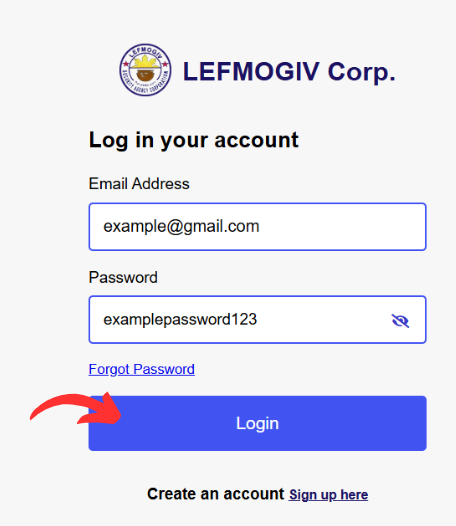 LEFMOGIV
SECURITY AGENCY CORPORATION
LEFMOGIV Corp.
Log in your account
Email Address
example@gmail.com
Password
examplepassword123
Forgot Password
Login
Create an account Sign up here